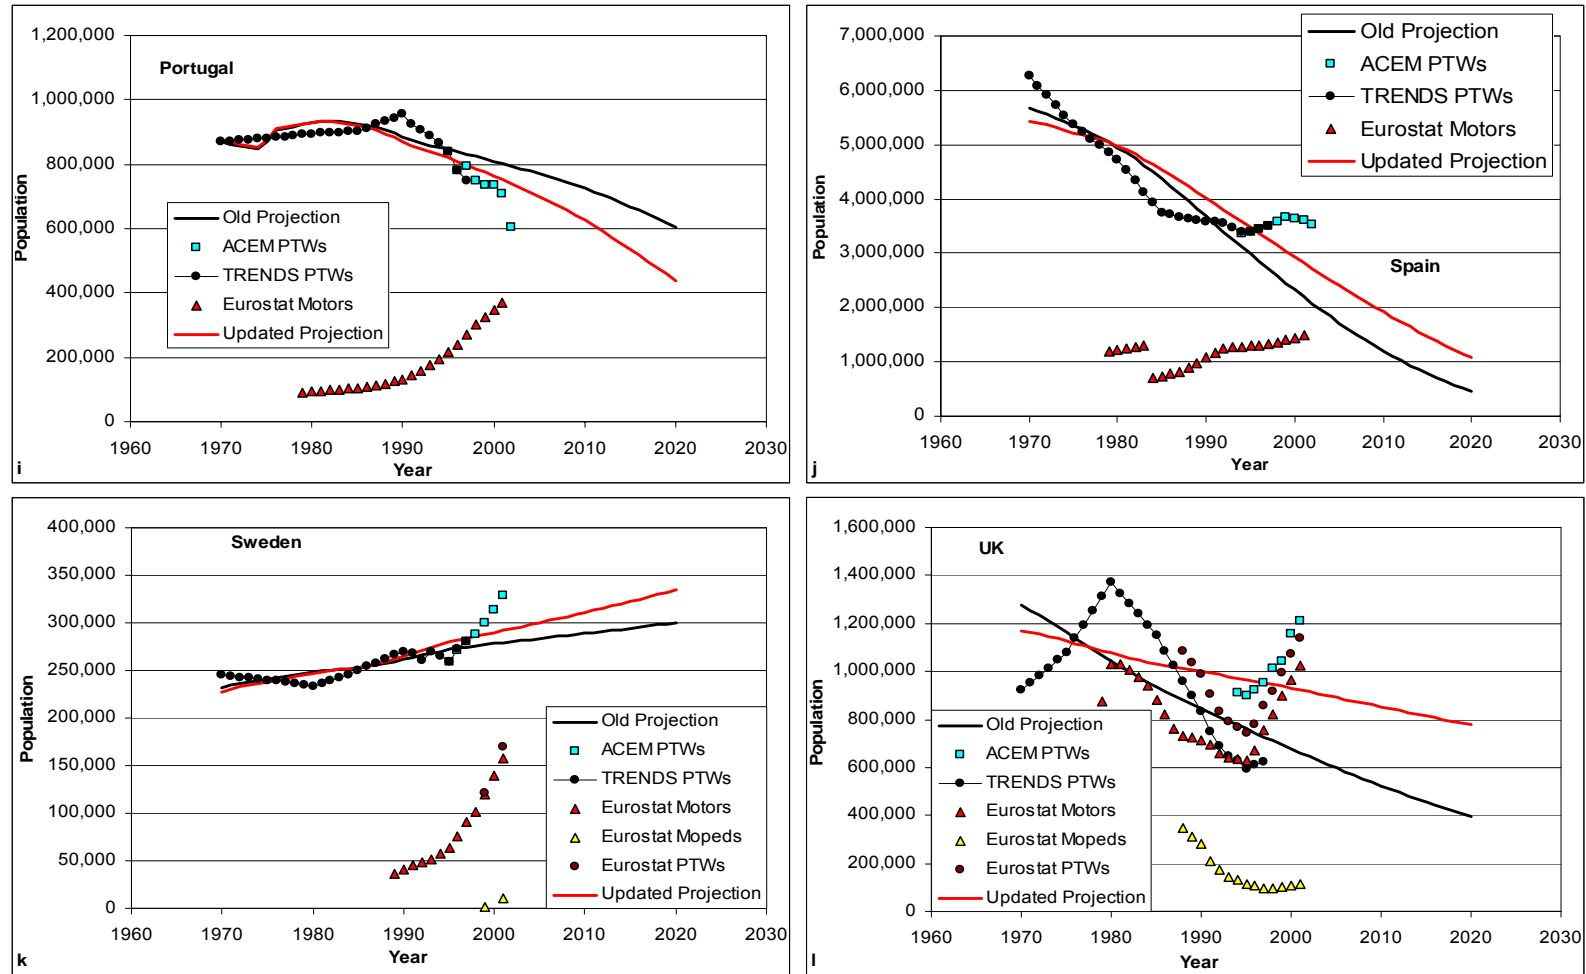 1,200,000
1,000,000
800,000
600,000
400,000
200,000
0
Population
Portugal
Old Projection
ACEM PTWs
TRENDS PTWs
Eurostat Motors
Updated Projection
1960 1970 1980 1990 2000 2010 2020 2030
Year
i
7,000,000
6,000,000
5,000,000
4,000,000
3,000,000
2,000,000
1,000,000
0
Population
Old Projection
ACEM PTWs
TRENDS PTWs
Eurostat Motors
Updated Projection
Spain
1960 1970 1980 1990 2000 2010 2020 2030
Year
j
400,000
350,000
300,000
250,000
200,000
150,000
100,000
50,000
0
Population
Sweden
Old Projection
ACEM PTWs
TRENDS PTWs
Eurostat Motors
Eurostat Mopeds
Eurostat PTWs
Updated Projection
1960 1970 1980 1990 2000 2010 2020 2030
Year
k
1,600,000
1,400,000
1,200,000
1,000,000
800,000
600,000
400,000
200,000
0
Population
UK
Old Projection
ACEM PTWs
TRENDS PTWs
Eurostat Motors
Eurostat Mopeds
Eurostat PTWs
Updated Projection
1960 1970 1980 1990 2000 2010 2020 2030
Year
l